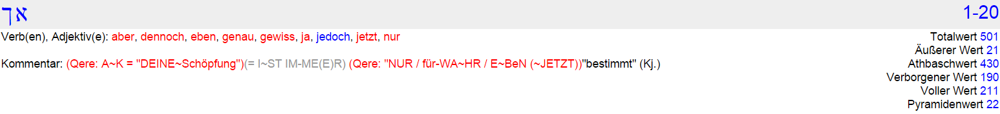 אך 1-20
Verb(en), Adjektiv(e): aber, dennoch, eben, genau, gewiss, ja, jedoch, jetzt, nur
Totalwert 501
Äußerer Wert 21
Kommentar: (Qere: A~K = "DEINE~Schöpfung")(= I~ST IM-ME(E)R) (Qere: "NUR / für-WA~HR / E~BeN (~JETZT))"bestimmt" (Kj.)
Athbaschwert 430
Verborgener Wert 190
Voller Wert 211
Pyramidenwert 22